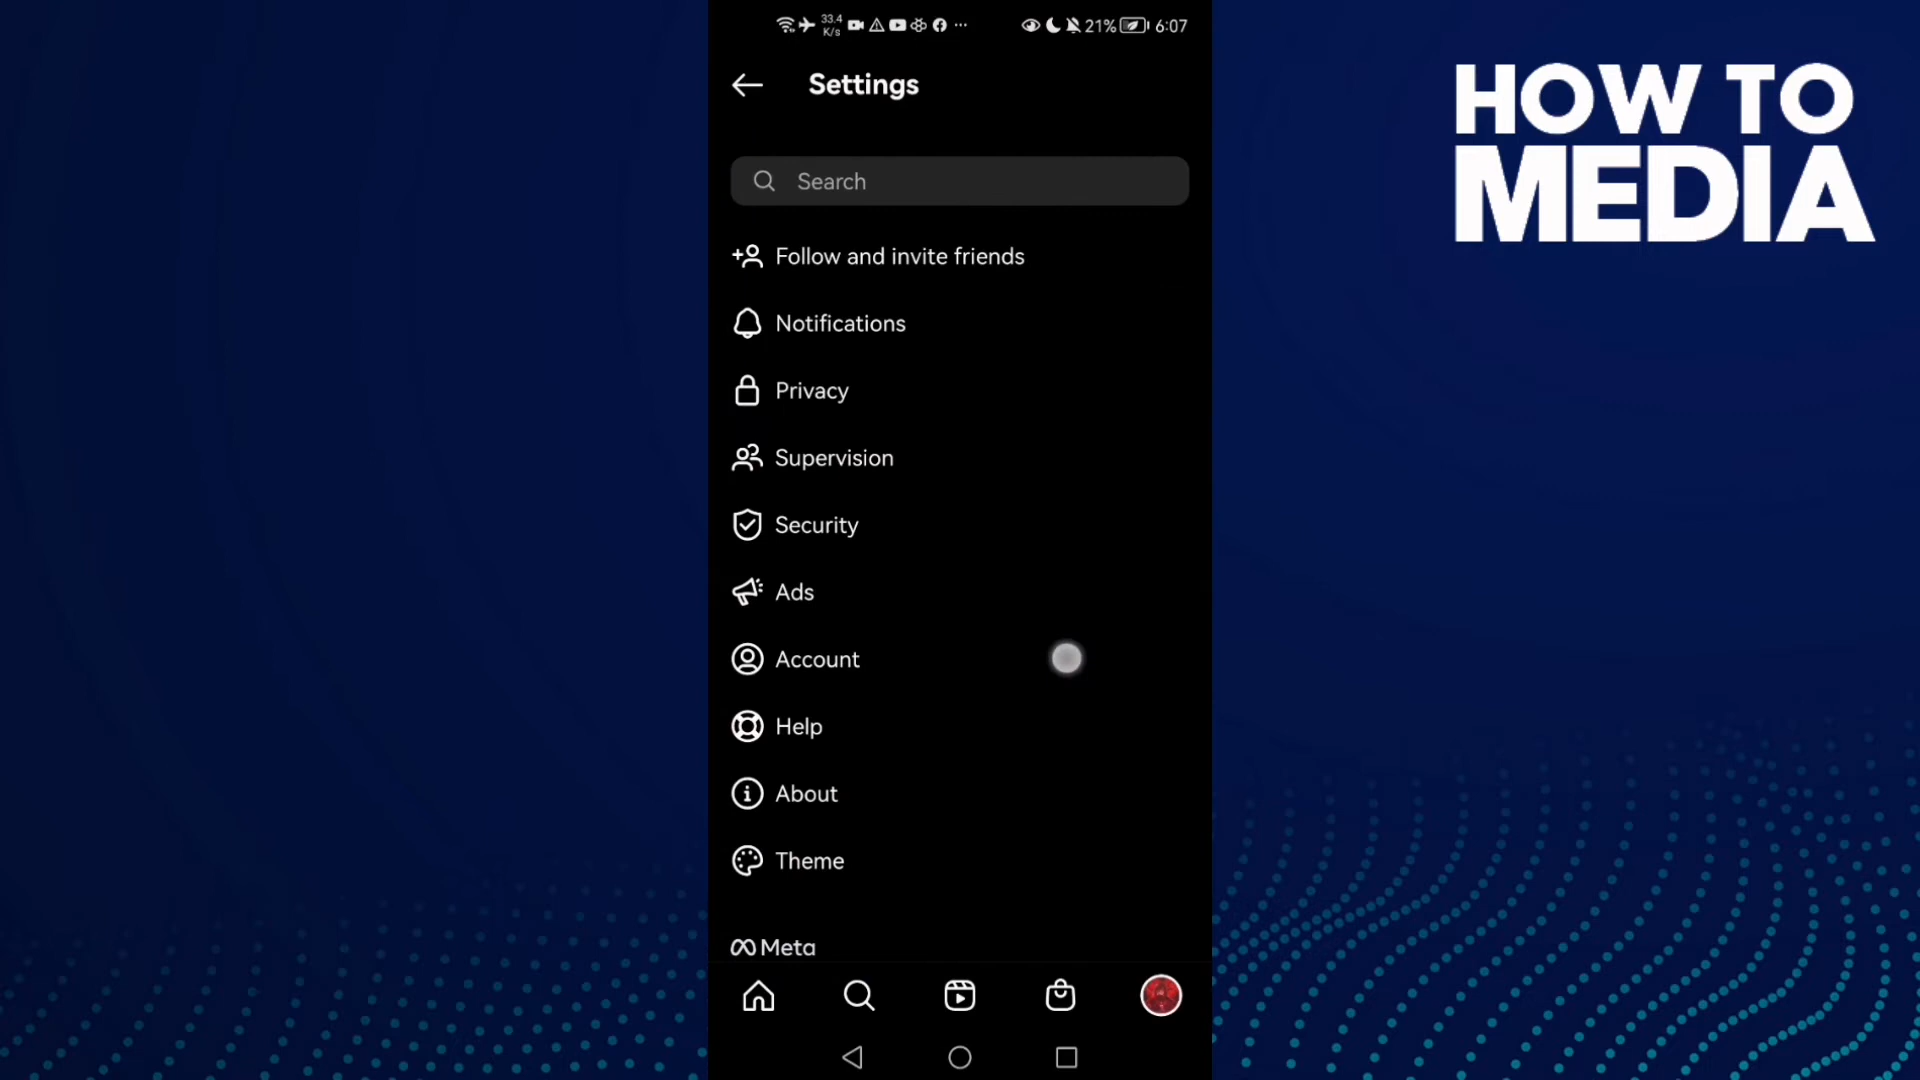 33.4
K/s
21%
6:07
Settings
HOW TO
MEDIA
Search
Follow and invite friends
Notifications
Privacy
Supervision
Security
Ads
Account
Help
About
Theme
Meta